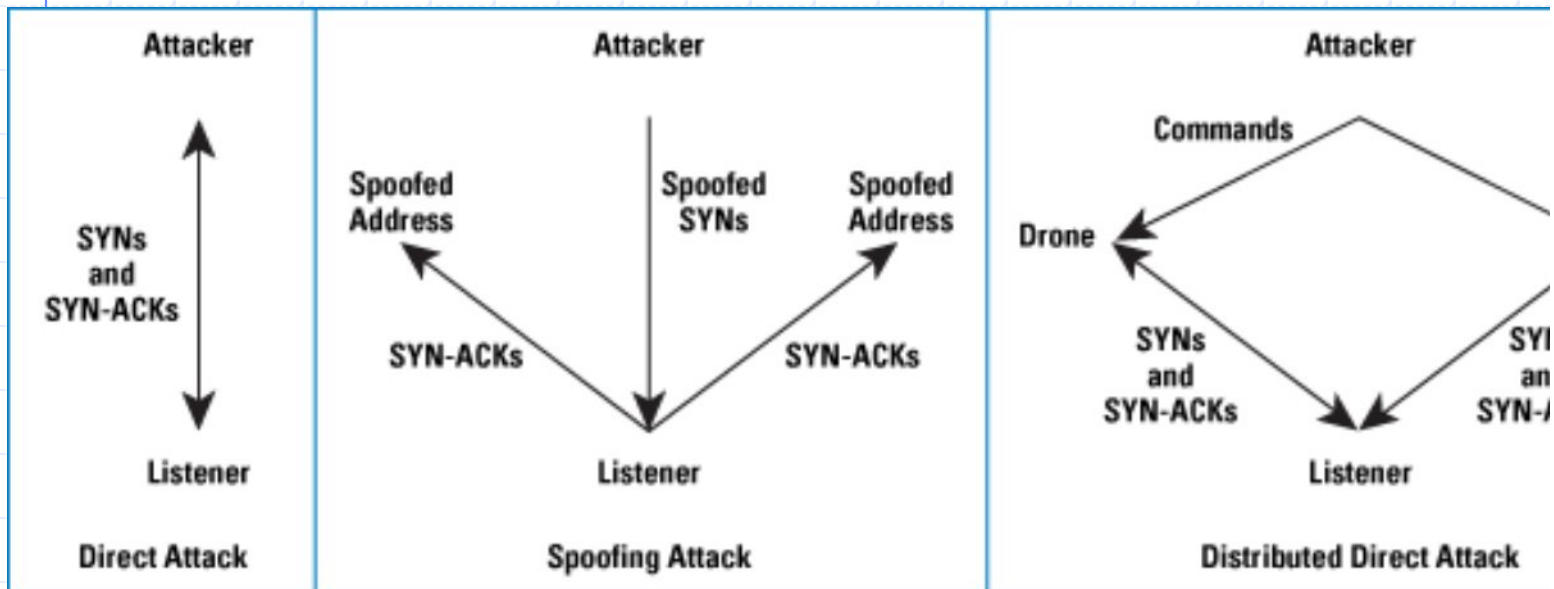 Attacker
SYNs
and
SYN-ACKs
Listener
Direct Attack
Attacker
Spoofed
Address
Spoofed
SYNs
Spoofed
Address
SYN-ACKs
SYN-ACKs
Listener
Spoofing Attack
Attacker
Commands
Drone
SYNs
and
SYN-ACKs
Listener
Distributed Direct Attack